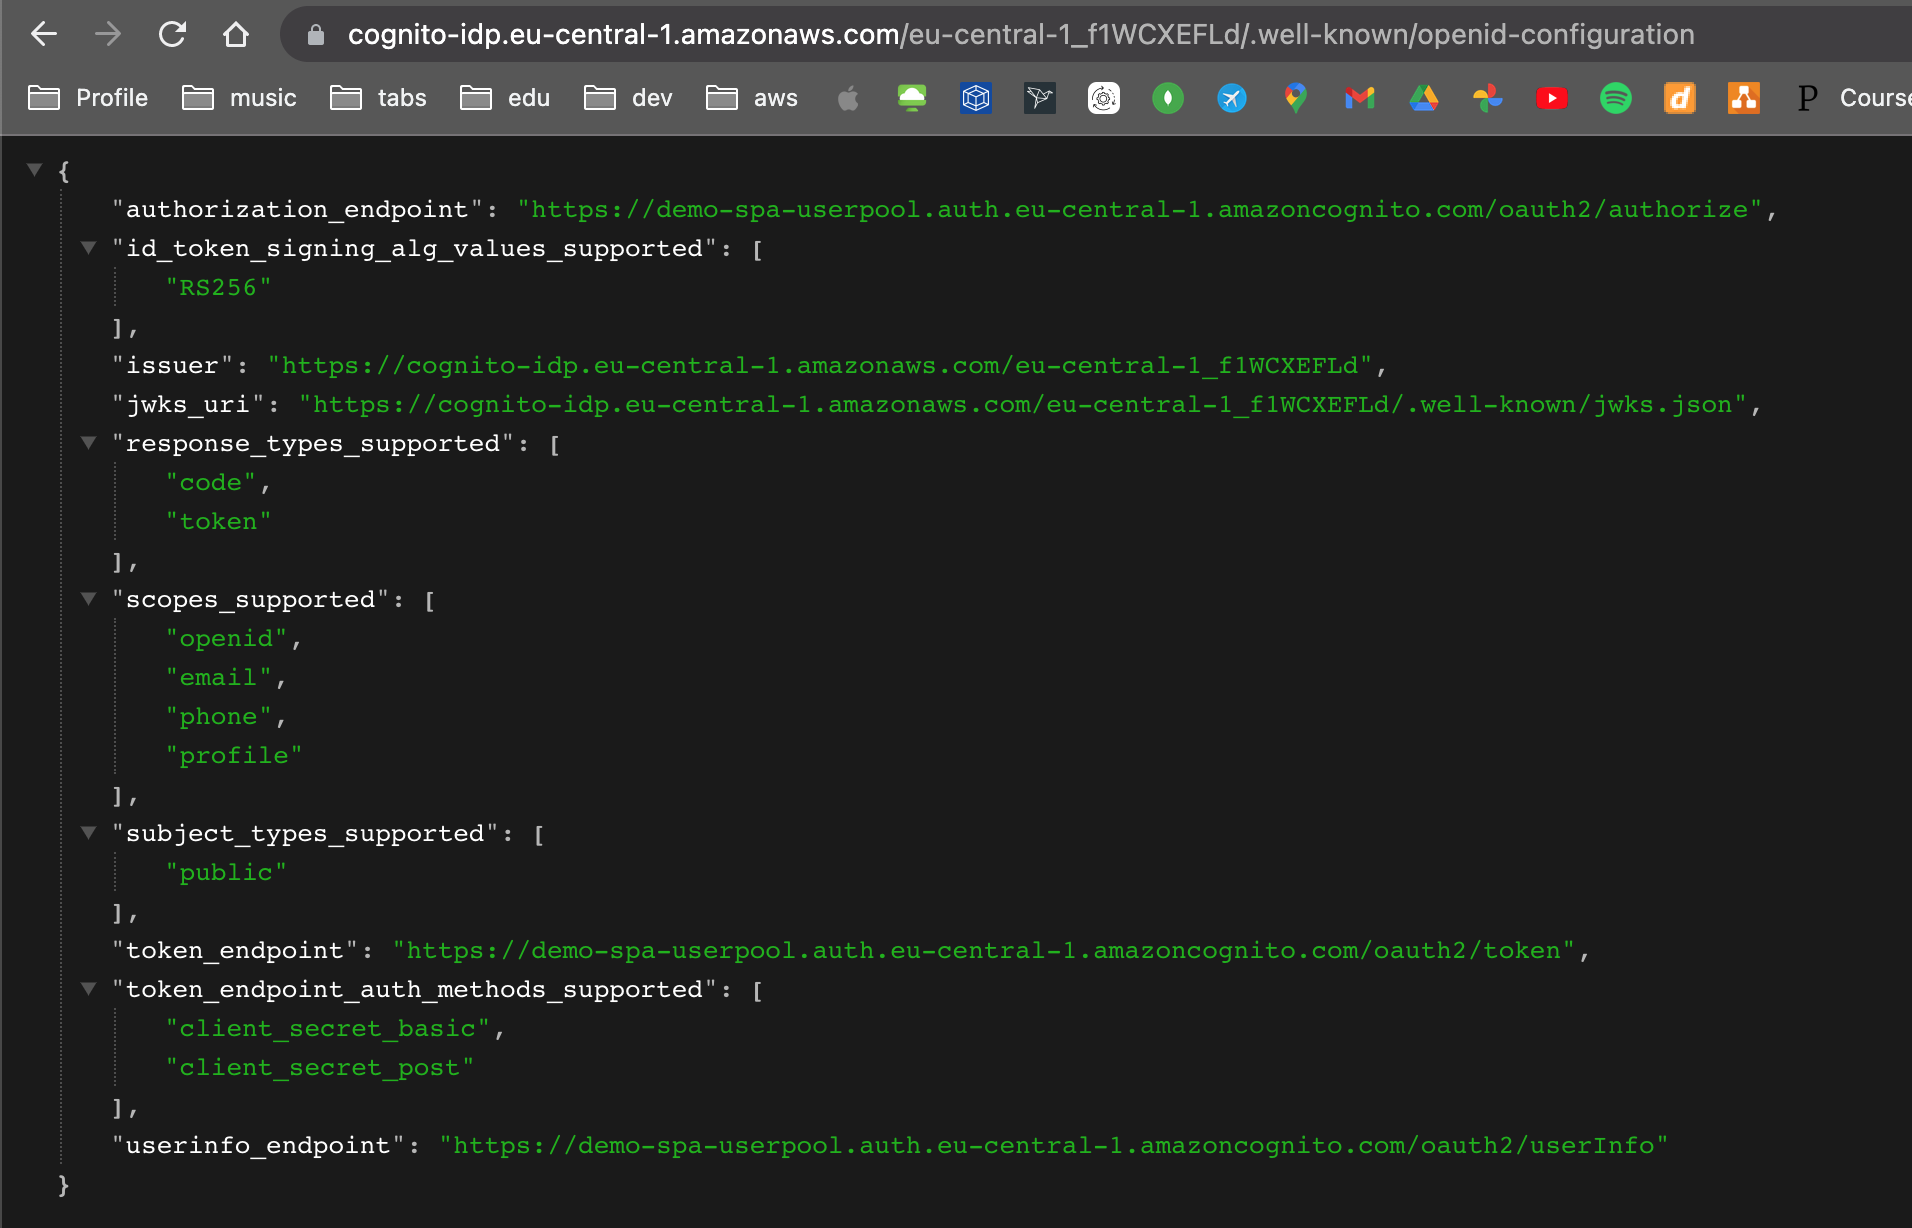 cognito-idp.eu-central-1.amazonaws.com/eu-central-1_f1WCXEFLd/.well-known/openid-configuration
Profile music tabs edu dev aws P Course
{
"authorization_endpoint": "https://demo-spa-userpool.auth.eu-central-1.amazoncognito.com/oauth2/authorize",
"id_token_signing_alg_values_supported": [
"RS256"
],
"issuer": "https://cognito-idp.eu-central-1.amazonaws.com/eu-central-1_f1WCXEFLd",
"jwks_uri": "https://cognito-idp.eu-central-1.amazonaws.com/eu-central-1_f1WCXEFLd/.well-known/jwks.json",
"response_types_supported": [
"code",
"token"
],
"scopes_supported": [
"openid",
"email",
"phone",
"profile"
],
"subject_types_supported": [
"public"
],
"token_endpoint": "https://demo-spa-userpool.auth.eu-central-1.amazoncognito.com/oauth2/token",
"token_endpoint_auth_methods_supported": [
"client_secret_basic",
"client_secret_post"
],
"userinfo_endpoint": "https://demo-spa-userpool.auth.eu-central-1.amazoncognito.com/oauth2/userInfo"
}